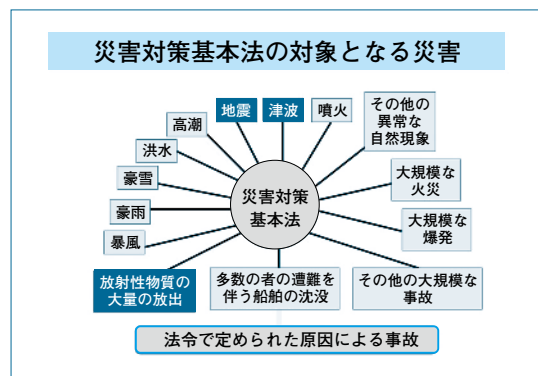 災害対策基本法の対象となる災害
地震
津波
噴火
その他の
異常な
自然現象
高潮
洪水
豪雪
豪雨
暴風
災害対策
基本法
大規模な
火災
大規模な
爆発
放射性物質の
大量の放出
多数の者の遭難を
伴う船舶の沈没
その他の大規模な
事故
法令で定められた原因による事故